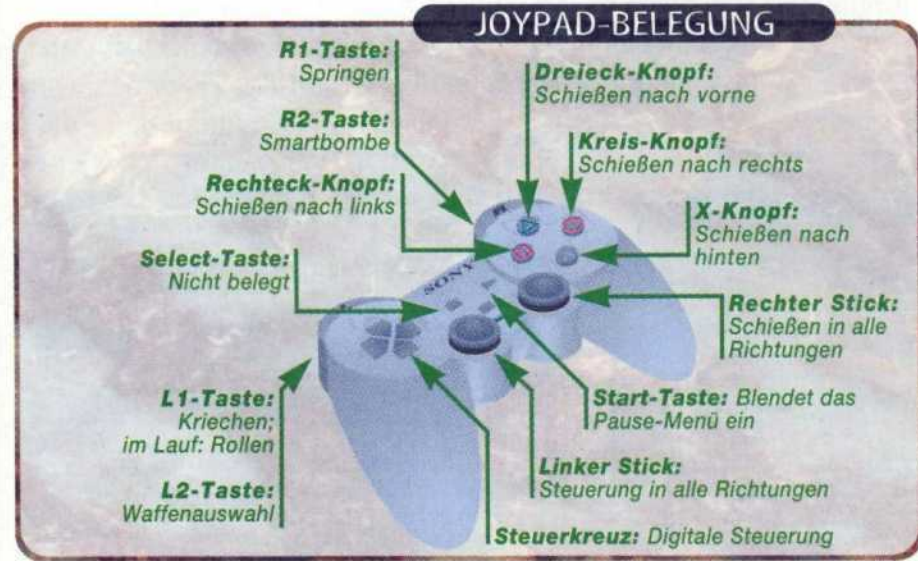 JOYPAD-BELEGUNG
R1-Taste:
Springen
R2-Taste:
Smartbombe
Rechteck-Knopf:
Schießen nach links
Select-Taste:
Nicht belegt
L1-Taste:
Kriechen;
im Lauf: Rollen
L2-Taste:
Waffenauswahl
Dreieck-Knopf:
Schießen nach vorne
Kreis-Knopf:
Schießen nach rechts
X-Knopf:
Schießen nach
hinten
Rechter Stick:
Schießen in alle
Richtungen
Start-Taste: Blendet das
Pause-Menü ein
Linker Stick:
Steuerung in alle Richtungen
Steuerkreuz: Digitale Steuerung
SONY